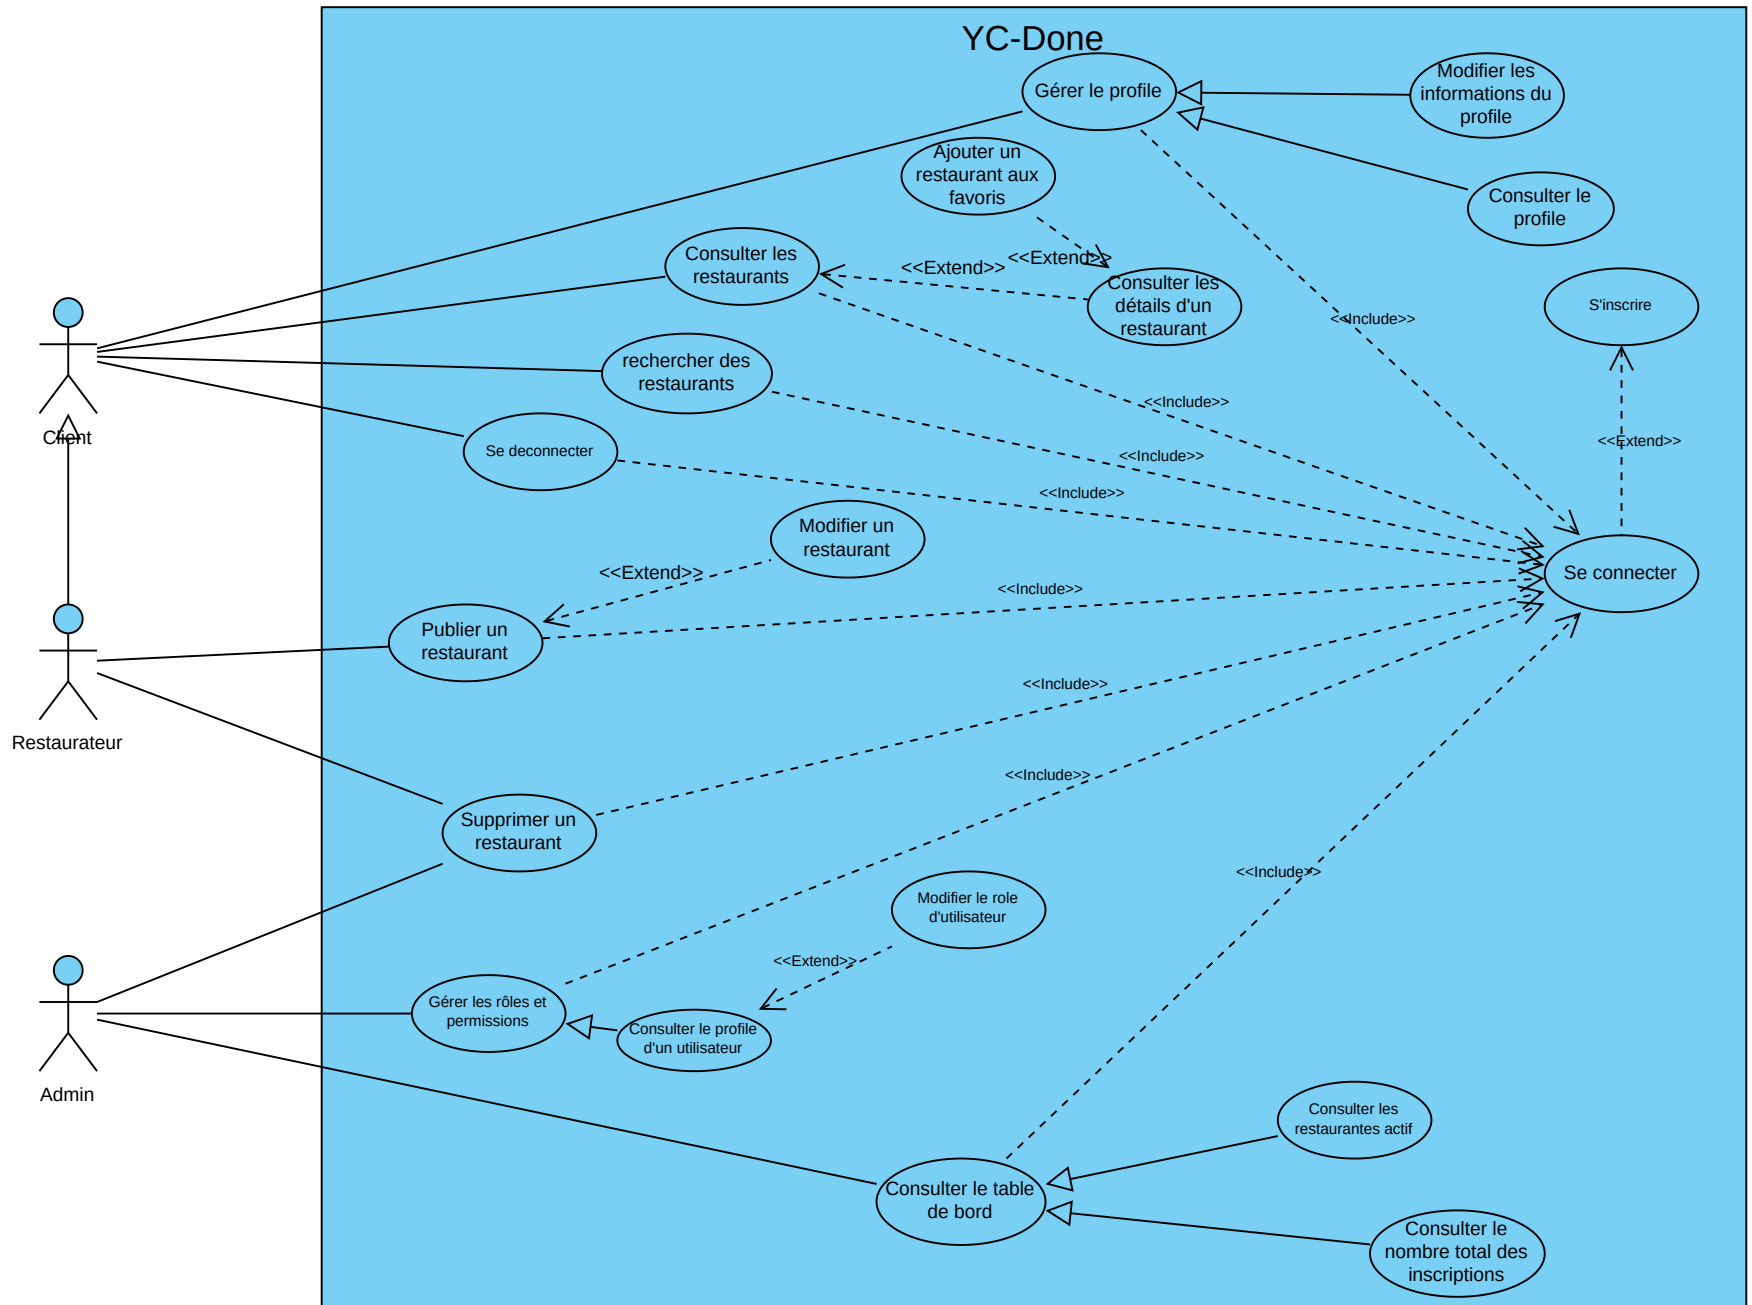 YC-Done
Gérer le profile
Modifier les
informations du
profile
Ajouter un
restaurant aux
favoris
Consulter le
profile
Consulter les
restaurants
<<Extend>>
<<Extend>>
Consulter les
détails d'un
restaurant
<<Include>>
S'inscrire
rechercher des
restaurants
<<Include>>
Client
Se deconnecter
<<Include>>
<<Extend>>
<<Include>>
Modifier un
restaurant
<<Extend>>
<<Include>>
Se connecter
Publier un
restaurant
<<Include>>
Restaurateur
<<Include>>
Supprimer un
restaurant
<<Include>>
Modifier le role
d'utilisateur
<<Extend>>
Gérer les rôles et
permissions
Consulter le profile
d'un utilisateur
Admin
Consulter les
restaurantes actif
Consulter le table
de bord
Consulter le
nombre total des
inscriptions